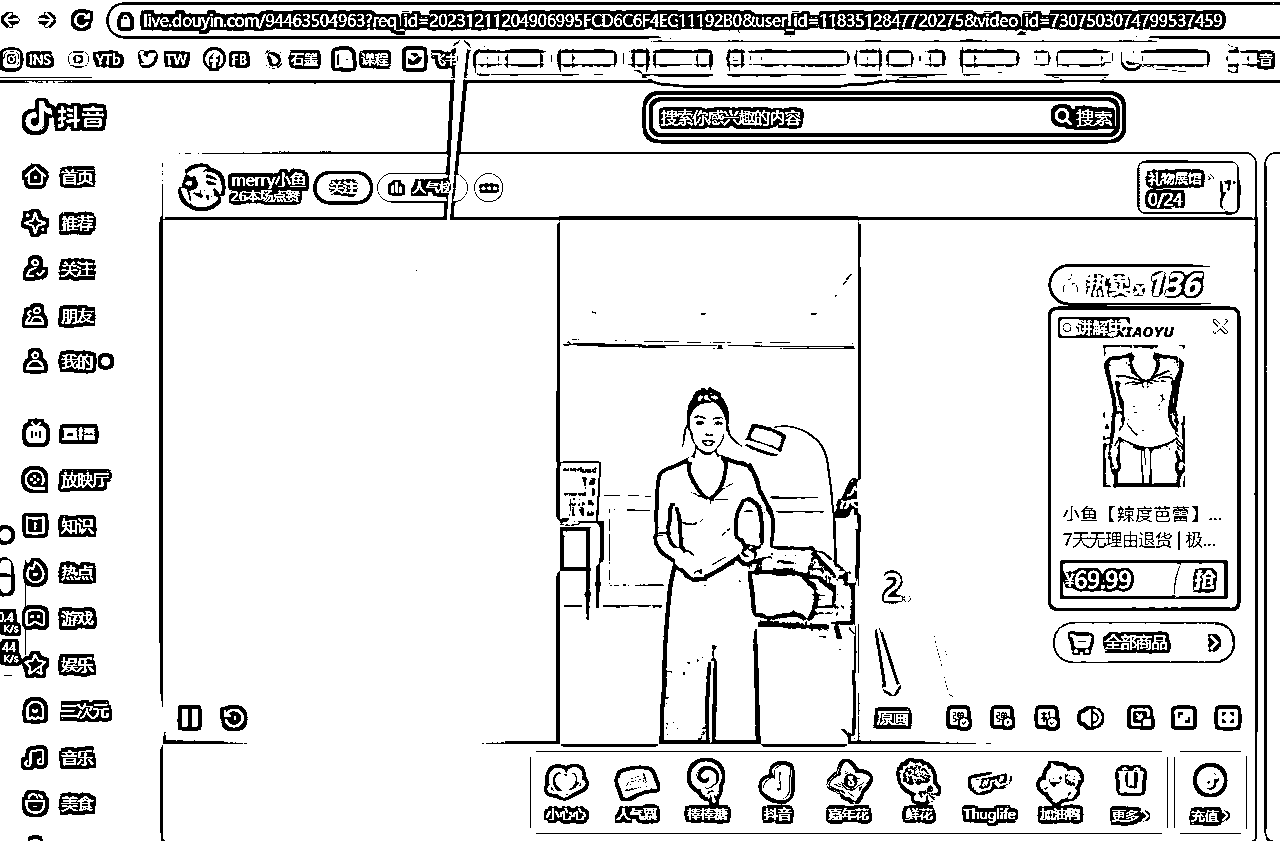 live.douyin.com/94463504963?req_id=20231211204906995FCD6C6F4EG11192B0&user_id=1183512847720275&video_id=7307503074799537459
INS YTb TW FB 石墨 课程 飞书
抖音
搜索你感兴趣的内容 搜索
首页
推荐
关注
朋友
我的
直播
放映厅
知识
热点
游戏
娱乐
三次元
音乐
美食
merry小鱼
26本场点赞
关注
人气
礼物展馆
0/24
热卖x 136
讲解中
XIAOYU
小鱼【辣度芭蕾】...
7天无理由退货 | 极...
¥69.99 抢
全部商品
2
原画
小心心 人气票 棒棒糖 抖音 嘉年花 鲜花 Thuglife 加油鸭 更多 充值